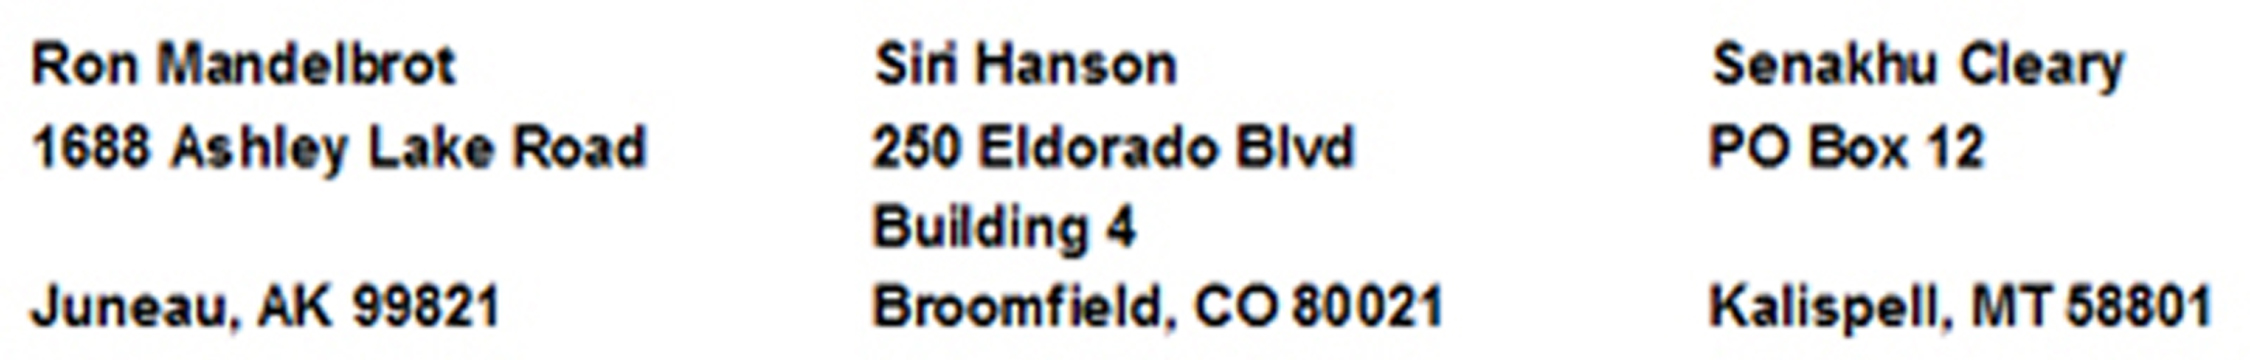 Ron Mandelbrot
1688 Ashley Lake Road
Juneau, AK 99821
Siri Hanson
250 Eldorado Blvd
Building 4
Broomfield, CO 80021
Senakhu Cleary
PO Box 12
Kalispell, MT 58801